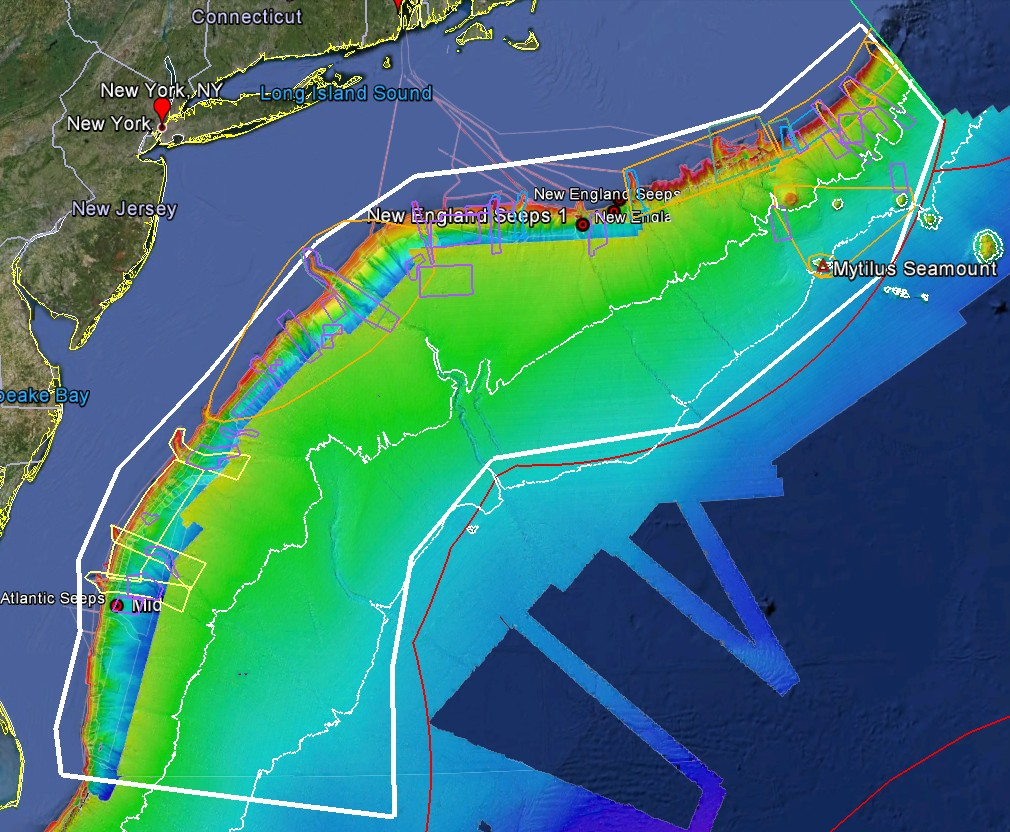 Connecticut
New York, NY
Long Island Sound
New York
New England Seeps
New Jersey
New England Seeps 1
New Engla
Mytilus Seamount
peake Bay
Atlantic Seeps
Mid